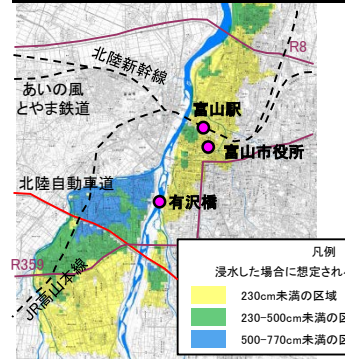 R8
北陸新幹線
あいの風
とやま鉄道
富山駅
富山市役所
北陸自動車道
有沢橋
R359
JR高山本線
凡例
浸水した場合に想定され
230cm未満の区域
230-500cm未満の区
500-770cm未満の区